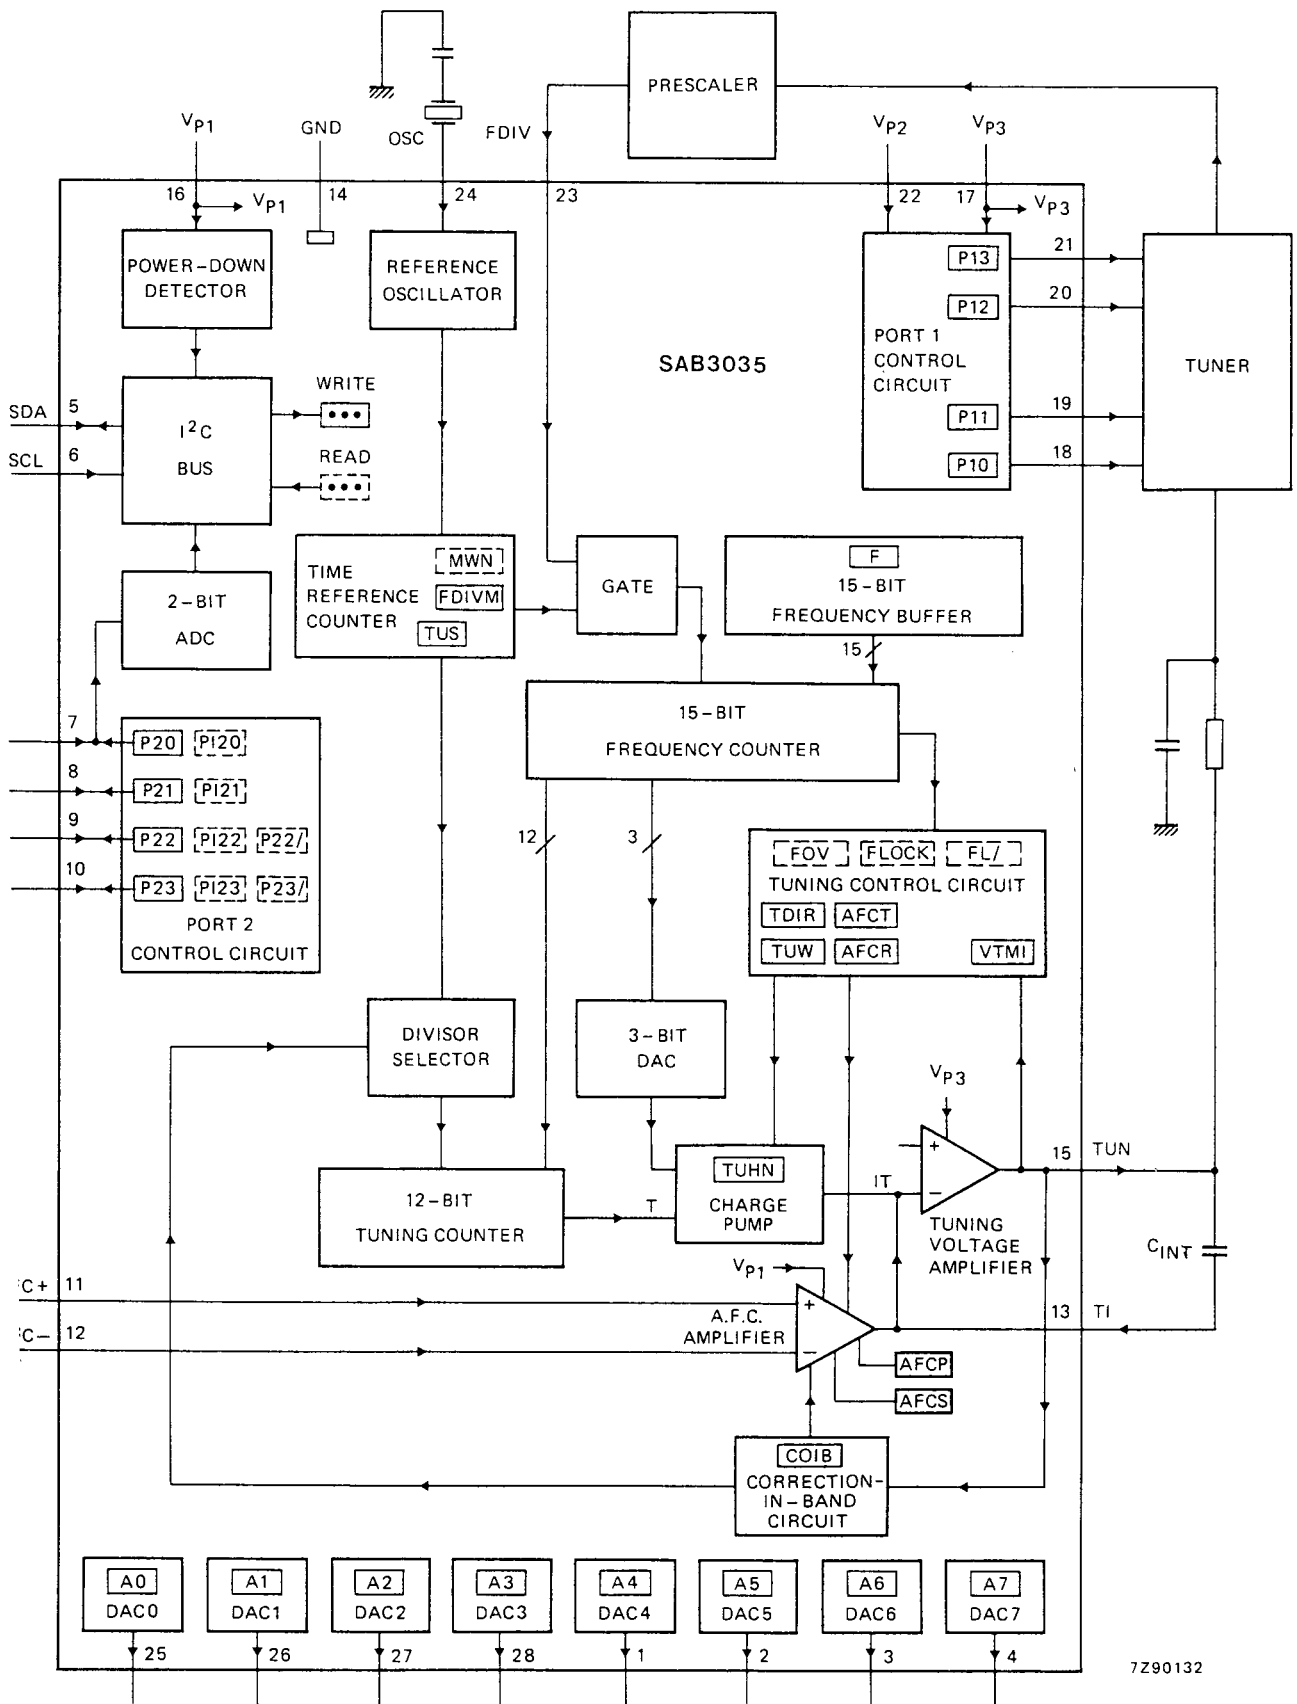 PRESCALER
VP1
GND
OSC
FDIV
VP2
VP3
16
VP1
14
24
23
22
17
VP3
POWER-DOWN
DETECTOR
REFERENCE
OSCILLATOR
P13
21
P12
20
SAB3035
PORT 1
CONTROL
CIRCUIT
TUNER
P11
19
P10
18
SDA
5
SCL
6
I2C
BUS
WRITE
READ
2-BIT
ADC
TIME
REFERENCE
COUNTER
MWN
FDIVM
TUS
GATE
F
15-BIT
FREQUENCY BUFFER
15
15-BIT
FREQUENCY COUNTER
7
P20 PI20
8
P21 PI21
9
P22 PI22 P22/
10
P23 PI23 P23/
PORT 2
CONTROL CIRCUIT
12
3
FOV FLOCK FL/
TUNING CONTROL CIRCUIT
TDIR AFCT
TUW AFCR VTMI
DIVISOR
SELECTOR
3-BIT
DAC
VP3
+
−
15
TUN
12-BIT
TUNING COUNTER
T
TUHN
CHARGE
PUMP
IT
TUNING
VOLTAGE
AMPLIFIER
CINT
VP1
C+
11
C−
12
+
−
A.F.C.
AMPLIFIER
13
TI
AFCP
AFCS
COIB
CORRECTION-
IN-BAND
CIRCUIT
A0 A1 A2 A3 A4 A5 A6 A7
DAC0 DAC1 DAC2 DAC3 DAC4 DAC5 DAC6 DAC7
25 26 27 28 1 2 3 4
7Z90132